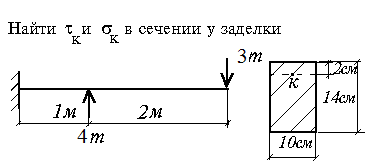 Найти τк и σк в сечении у заделки
3т
2см
к
14см
1м
2м
4т
10см